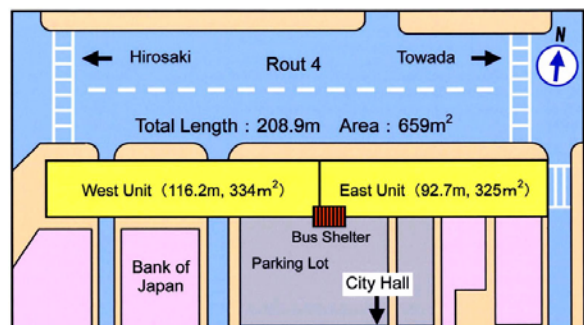 Hirosaki
Rout 4
Towada
N
Total Length : 208.9m Area : 659m²
West Unit (116.2m, 334m²)
East Unit (92.7m, 325m²)
Bus Shelter
Bank of
Japan
Parking Lot
City Hall